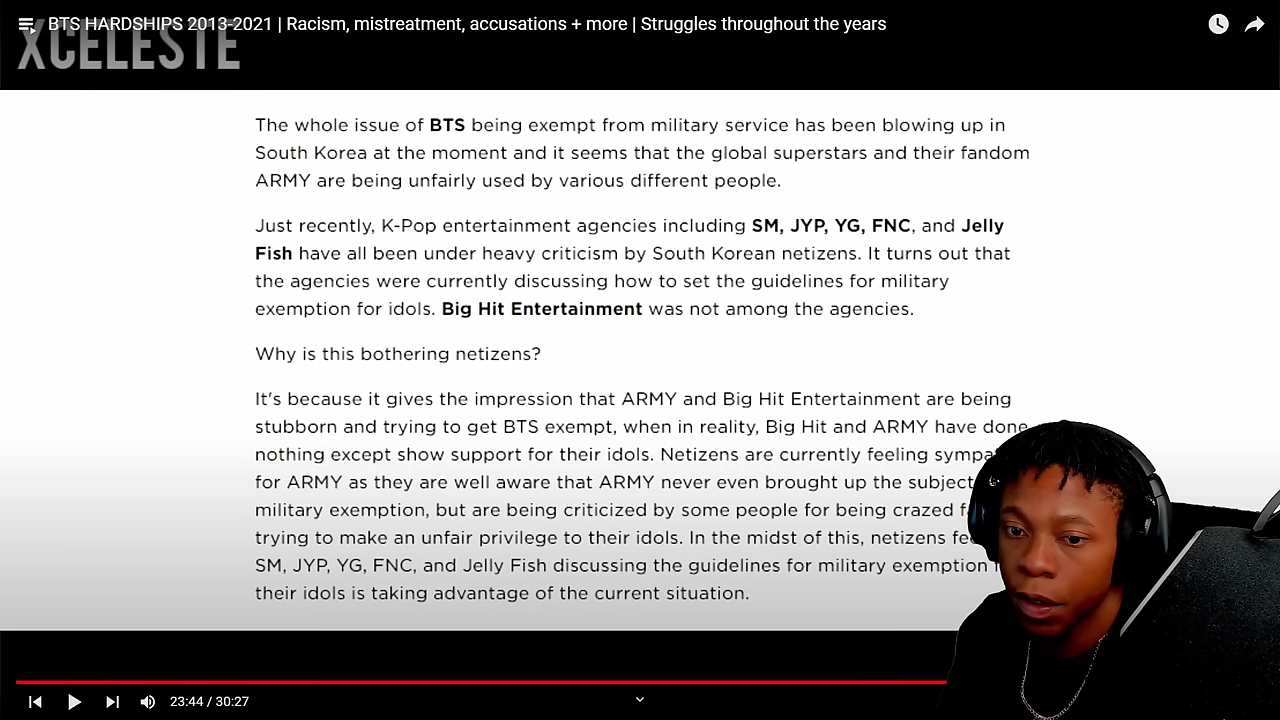 BTS HARDSHIPS 2013-2021 | Racism, mistreatment, accusations + more | Struggles throughout the years
XCELESTE
The whole issue of BTS being exempt from military service has been blowing up in
South Korea at the moment and it seems that the global superstars and their fandom
ARMY are being unfairly used by various different people.
Just recently, K-Pop entertainment agencies including SM, JYP, YG, FNC, and Jelly
Fish have all been under heavy criticism by South Korean netizens. It turns out that
the agencies were currently discussing how to set the guidelines for military
exemption for idols. Big Hit Entertainment was not among the agencies.
Why is this bothering netizens?
It's because it gives the impression that ARMY and Big Hit Entertainment are being
stubborn and trying to get BTS exempt, when in reality, Big Hit and ARMY have done
nothing except show support for their idols. Netizens are currently feeling
for ARMY as they are well aware that ARMY never even brought up the subject
military exemption, but are being criticized by some people for being crazed
trying to make an unfair privilege to their idols. In the midst of this, netizens
SM, JYP, YG, FNC, and Jelly Fish discussing the guidelines for military exemption
their idols is taking advantage of the current situation.
23:44 / 30:27